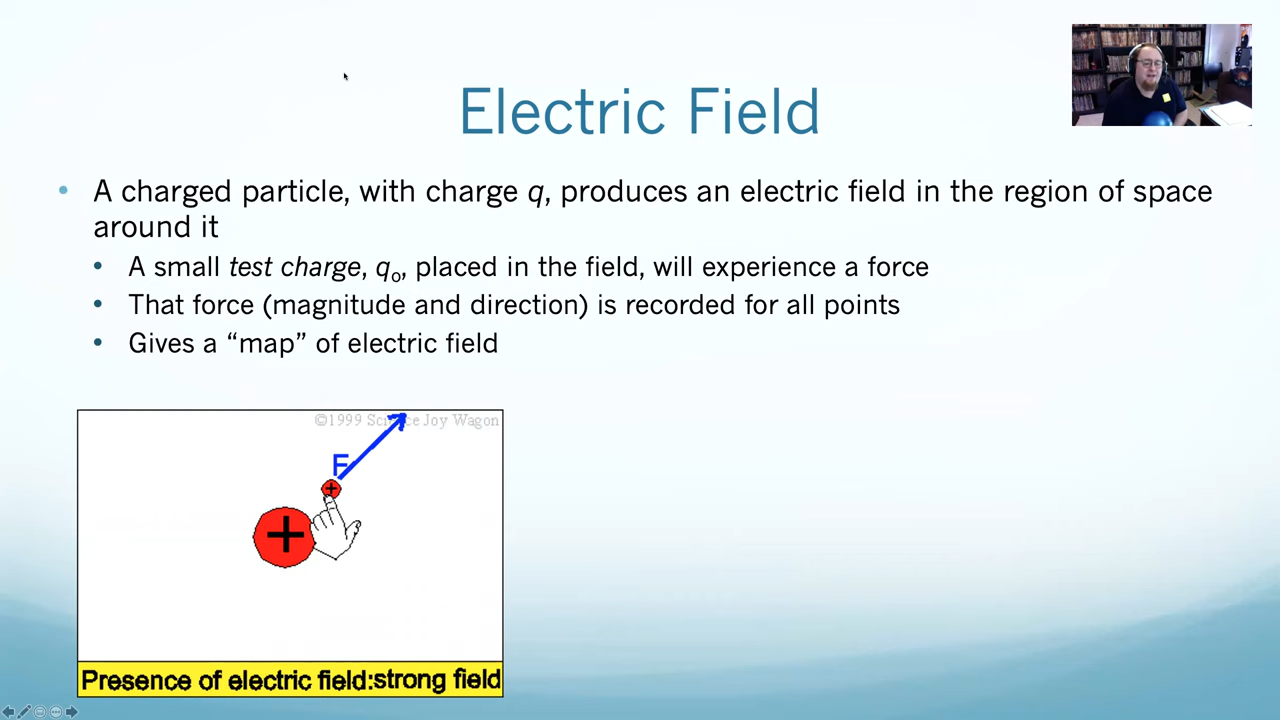 Electric Field
• A charged particle, with charge q, produces an electric field in the region of space
around it
• A small test charge, qo, placed in the field, will experience a force
• That force (magnitude and direction) is recorded for all points
• Gives a “map” of electric field
©1999 Science Joy Wagon
F
+
+
Presence of electric field:strong field